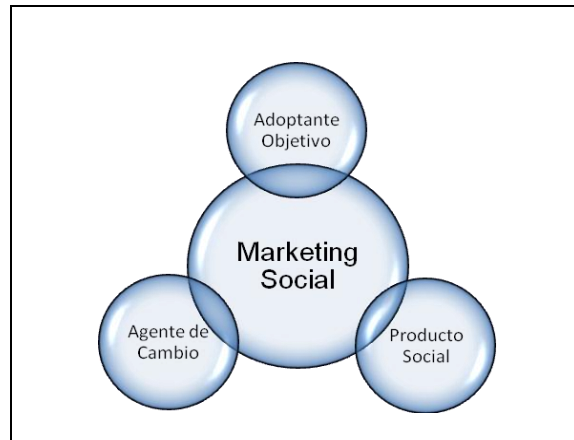 Adoptante
Objetivo
Marketing
Social
Agente de
Cambio
Producto
Social